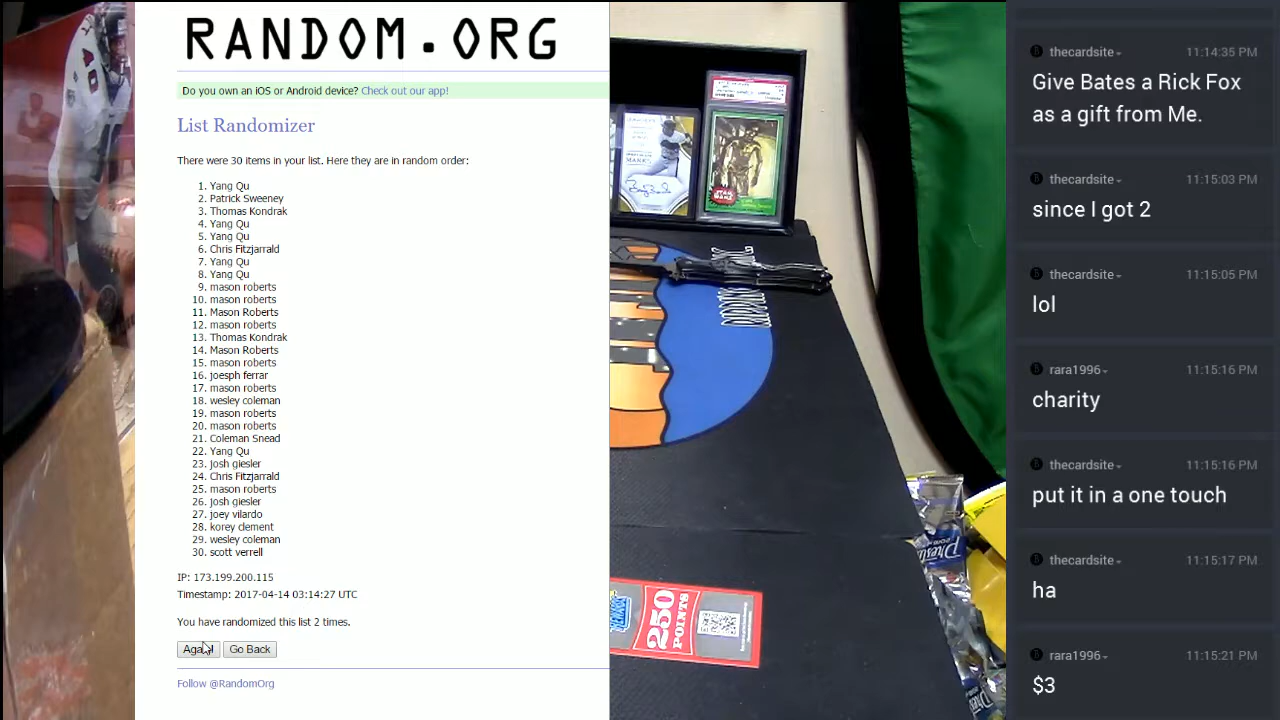 RANDOM.ORG
Do you own an iOS or Android device? Check out our app!
List Randomizer
There were 30 items in your list. Here they are in random order:
1. Yang Qu
2. Patrick Sweeney
3. Thomas Kondrak
4. Yang Qu
5. Yang Qu
6. Chris Fitzjarrald
7. Yang Qu
8. Yang Qu
9. mason roberts
10. mason roberts
11. Mason Roberts
12. mason roberts
13. Thomas Kondrak
14. Mason Roberts
15. mason roberts
16. joesph ferrar
17. mason roberts
18. wesley coleman
19. mason roberts
20. mason roberts
21. Coleman Snead
22. Yang Qu
23. josh giesler
24. Chris Fitzjarrald
25. mason roberts
26. josh giesler
27. joey vilardo
28. korey clement
29. wesley coleman
30. scott verrell
IP: 173.199.200.115
Timestamp: 2017-04-14 03:14:27 UTC
You have randomized this list 2 times.
Again! Go Back
Follow @RandomOrg
STAR
WARS
250
POINTS
thecardsite 11:14:35 PM
Give Bates a Rick Fox
as a gift from Me.
thecardsite 11:15:03 PM
since I got 2
thecardsite 11:15:05 PM
lol
rara1996 11:15:16 PM
charity
thecardsite 11:15:16 PM
put it in a one touch
thecardsite 11:15:17 PM
ha
rara1996 11:15:21 PM
$3